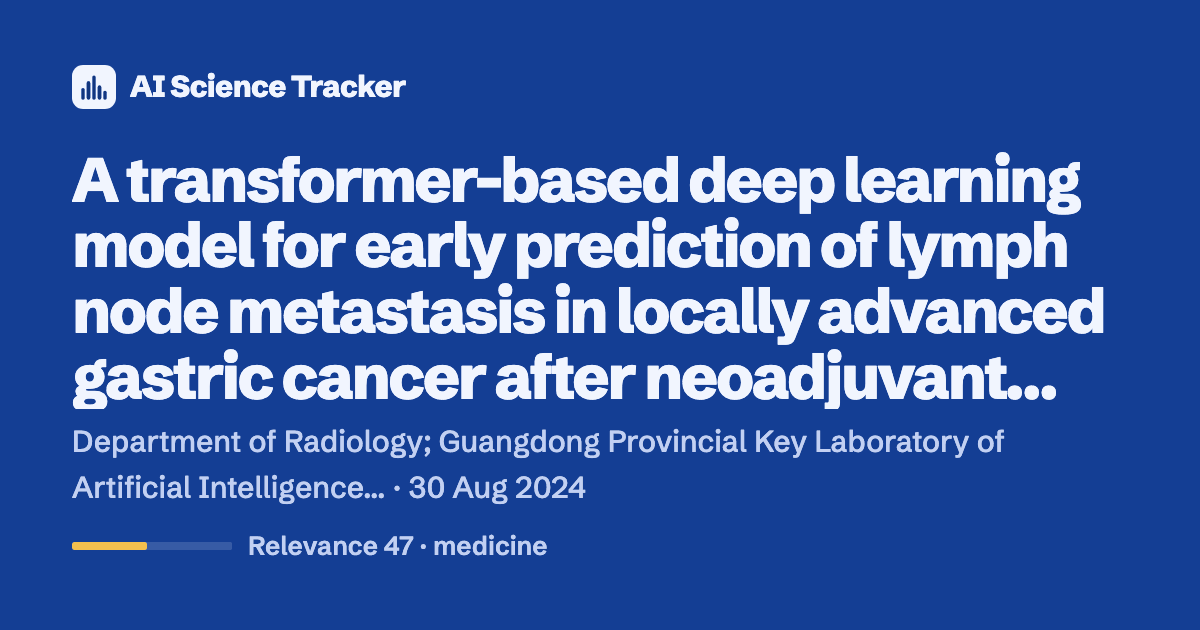 AI Science Tracker
A transformer-based deep learning
model for early prediction of lymph
node metastasis in locally advanced
gastric cancer after neoadjuvant...
Department of Radiology; Guangdong Provincial Key Laboratory of
Artificial Intelligence... · 30 Aug 2024
Relevance 47 · medicine